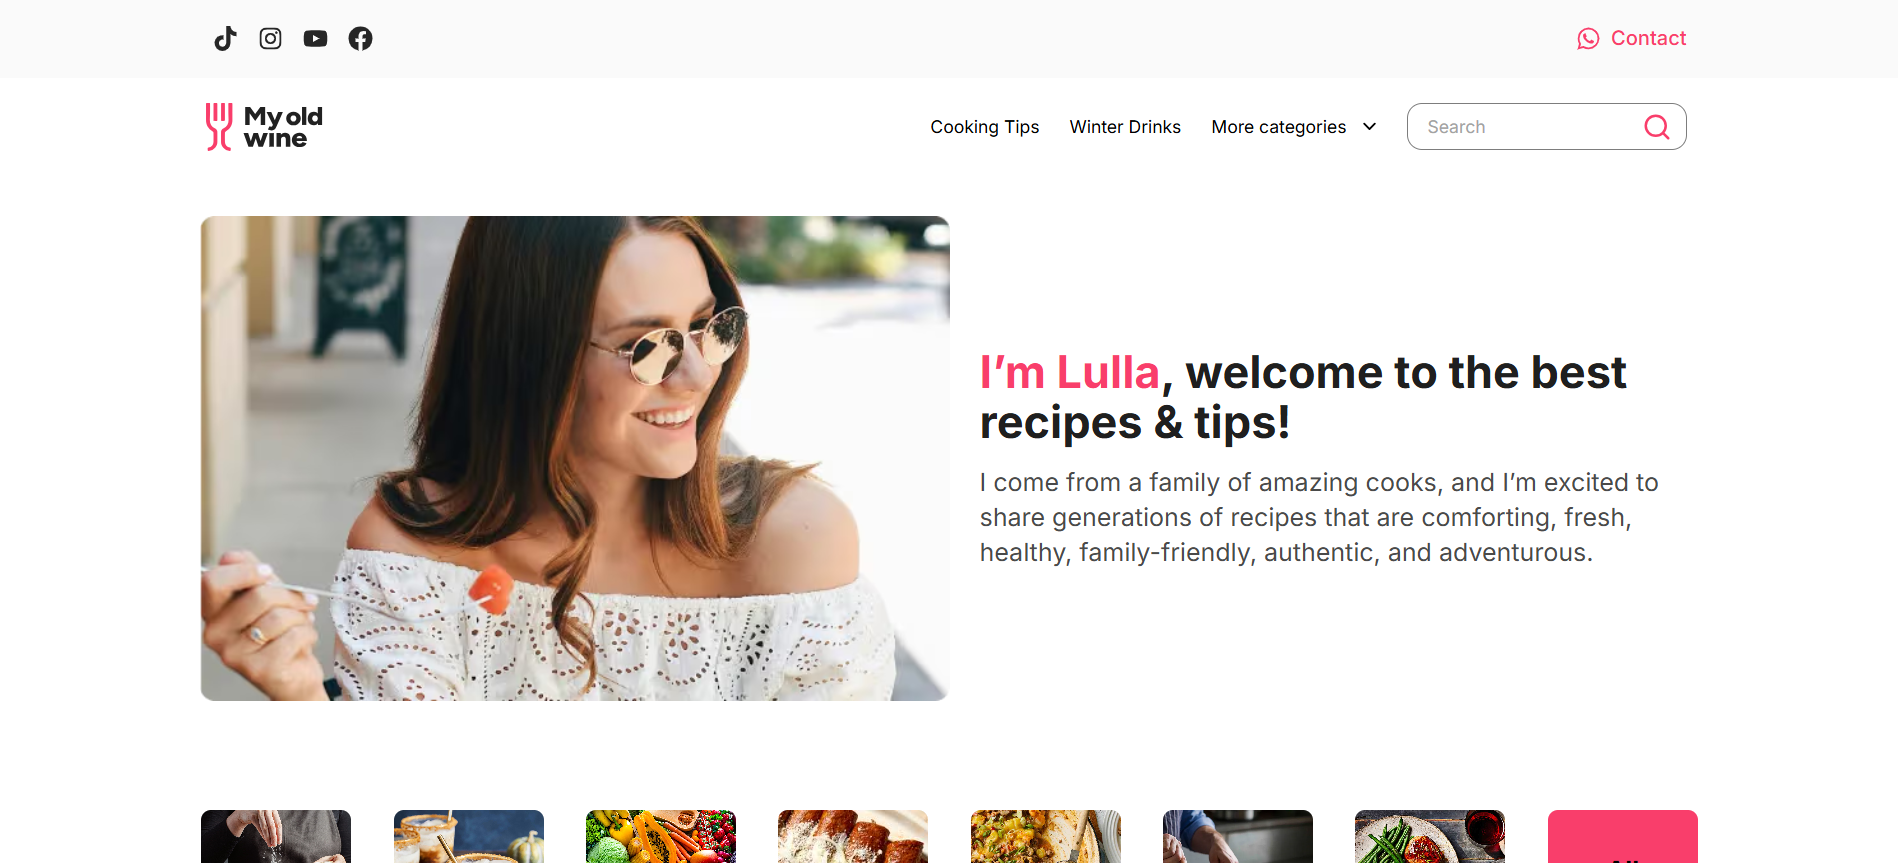 Contact
My old
wine
Cooking Tips
Winter Drinks
More categories
Search
I’m Lulla, welcome to the best
recipes & tips!
I come from a family of amazing cooks, and I’m excited to
share generations of recipes that are comforting, fresh,
healthy, family-friendly, authentic, and adventurous.